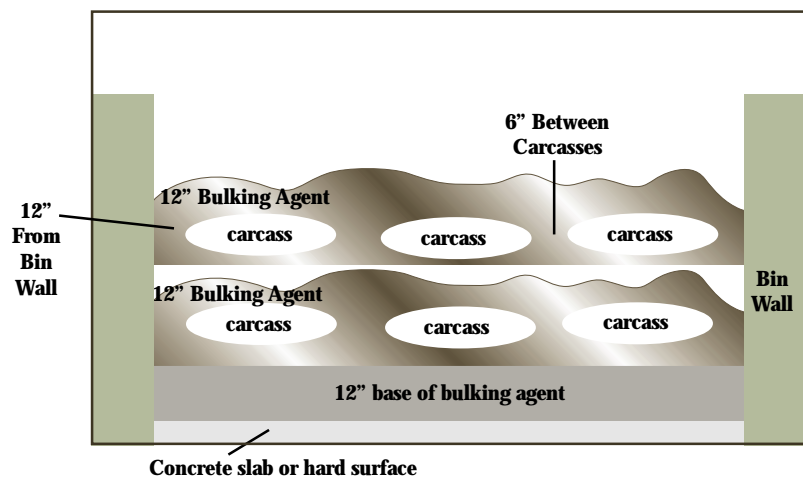 6” Between
Carcasses
12” Bulking Agent
12”
From
Bin
Wall
carcass
carcass
carcass
12” Bulking Agent
Bin
Wall
carcass
carcass
carcass
12” base of bulking agent
Concrete slab or hard surface